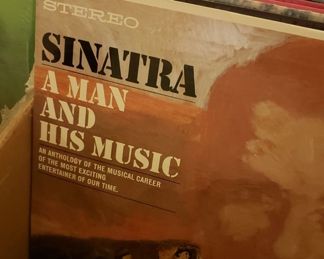 STEREO
SINATRA
A MAN
AND
HIS MUSIC
AN ANTHOLOGY OF THE MUSICAL CAREER
OF THE MOST EXCITING
ENTERTAINER OF OUR TIME.